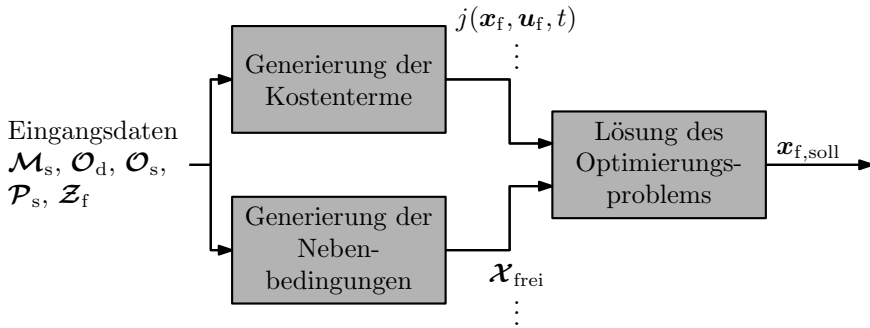 j(x_f, u_f, t)
⋮
Generierung der
Kostenterme
Eingangsdaten
𝓜_s, 𝓞_d, 𝓞_s,
𝓟_s, 𝓩_f
Lösung des
Optimierungs-
problems
x_f,soll
Generierung der
Neben-
bedingungen
𝓧_frei
⋮